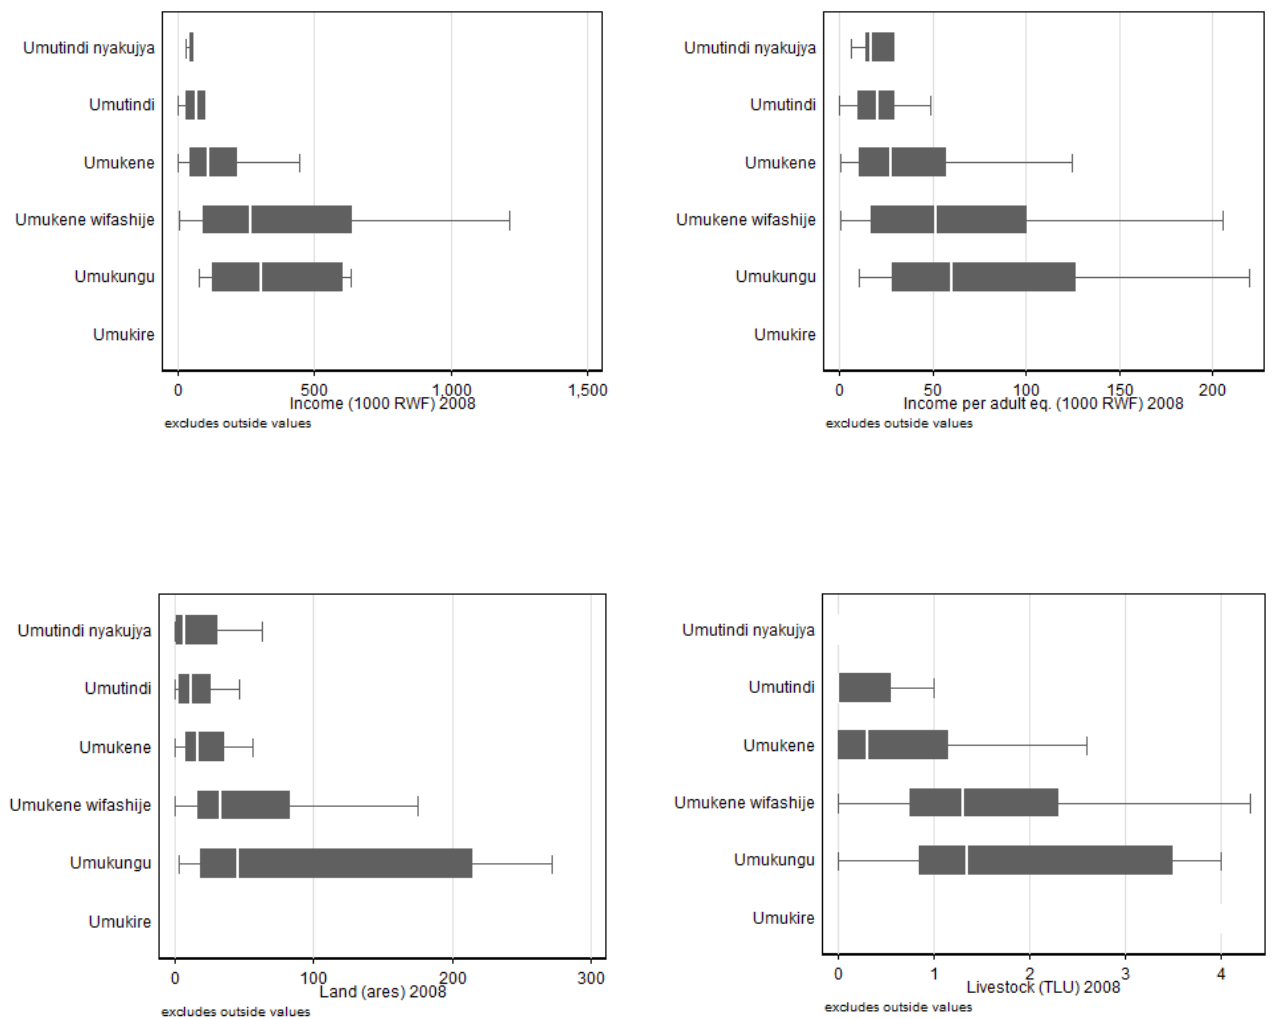 Umutindi nyakujya
Umutindi
Umukene
Umukene wifashije
Umukungu
Umukire
0 500 1,000 1,500
Income (1000 RWF) 2008
excludes outside values
Umutindi nyakujya
Umutindi
Umukene
Umukene wifashije
Umukungu
Umukire
0 50 100 150 200
Income per adult eq. (1000 RWF) 2008
excludes outside values
Umutindi nyakujya
Umutindi
Umukene
Umukene wifashije
Umukungu
Umukire
0 100 200 300
Land (ares) 2008
excludes outside values
Umutindi nyakujya
Umutindi
Umukene
Umukene wifashije
Umukungu
Umukire
0 1 2 3 4
Livestock (TLU) 2008
excludes outside values